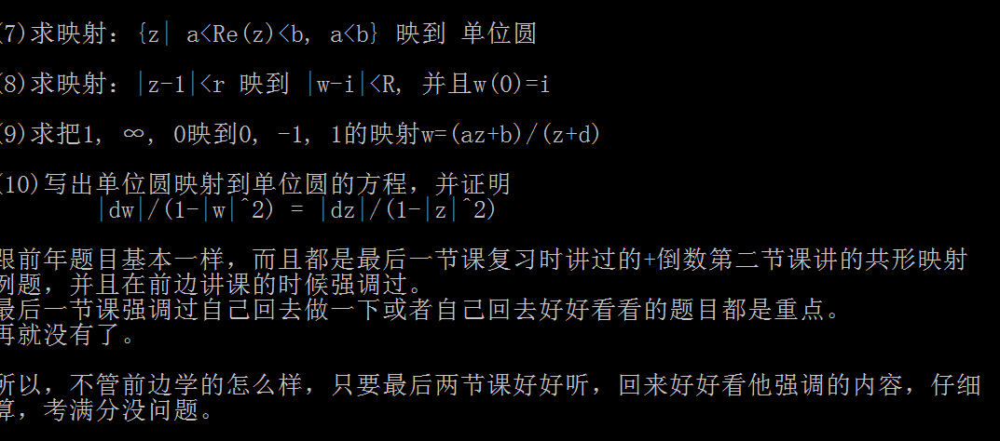 (7)求映射: {z| a<Re(z)<b, a<b} 映到 单位圆
(8)求映射: |z-1|<r 映到 |w-i|<R, 并且w(0)=i
(9)求把1, ∞, 0映到0, -1, 1的映射w=(az+b)/(z+d)
(10)写出单位圆映射到单位圆的方程，并证明
|dw|/(1-|w|^2) = |dz|/(1-|z|^2)
跟前年题目基本一样，而且都是最后一节课复习时讲过的+倒数第二节课讲的共形映射
例题，并且在前边讲课的时候强调过。
最后一节课强调过自己回去做一下或者自己回去好好看看的题目都是重点。
再就没有了。
所以，不管前边学的怎么样，只要最后两节课好好听，回来好好看他强调的内容，仔细
算，考满分没问题。